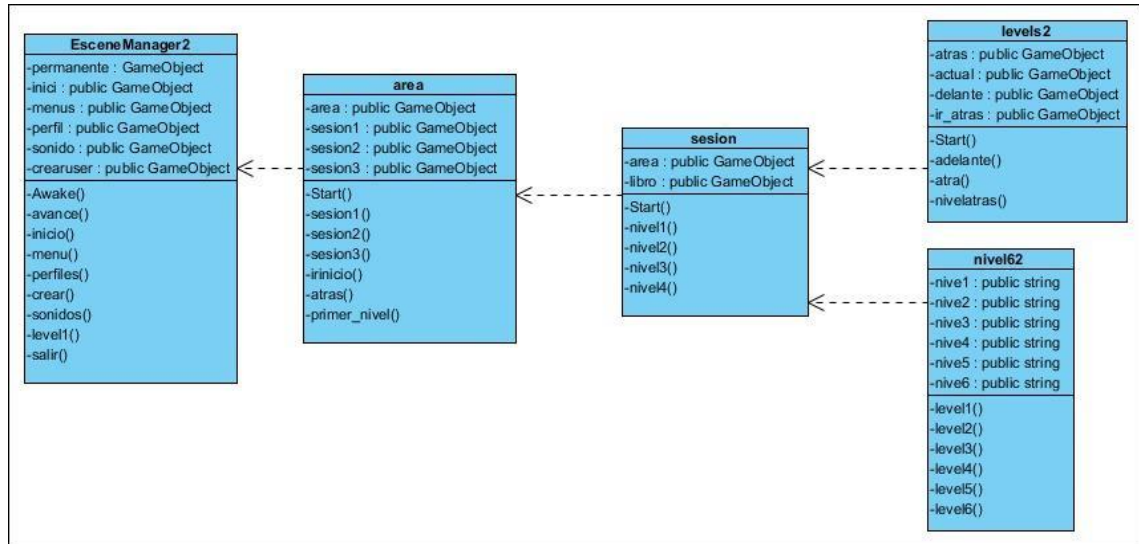 EsceneManager2
-permanente : GameObject
-inici : public GameObject
-menus : public GameObject
-perfil : public GameObject
-sonido : public GameObject
-crearuser : public GameObject
-Awake()
-avance()
-inicio()
-menu()
-perfiles()
-crear()
-sonidos()
-level1()
-salir()
area
-area : public GameObject
-sesion1 : public GameObject
-sesion2 : public GameObject
-sesion3 : public GameObject
-Start()
-sesion1()
-sesion2()
-sesion3()
-irinicio()
-atras()
-primer_nivel()
sesion
-area : public GameObject
-libro : public GameObject
-Start()
-nivel1()
-nivel2()
-nivel3()
-nivel4()
levels2
-atras : public GameObject
-actual : public GameObject
-delante : public GameObject
-ir_atras : public GameObject
-Start()
-adelante()
-atra()
-nivelatras()
nivel62
-nive1 : public string
-nive2 : public string
-nive3 : public string
-nive4 : public string
-nive5 : public string
-nive6 : public string
-level1()
-level2()
-level3()
-level4()
-level5()
-level6()